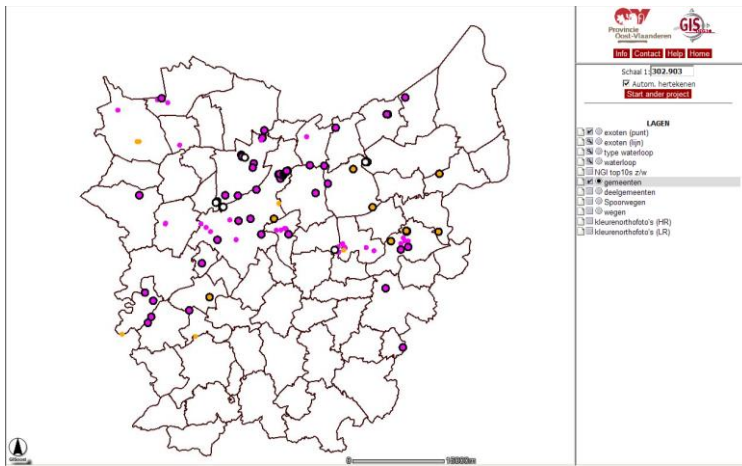 Provincie
Oost-Vlaanderen
GIS
Info Contact Help Home
Schaal 1: 302.903
Autom. hertekenen
Start ander project
LAGEN
exoten (punt)
exoten (lijn)
type waterloop
waterloop
NGI top10s z/w
gemeenten
deelgemeenten
Spoorwegen
wegen
kleurenorthofoto's (HR)
kleurenorthofoto's (LR)
0